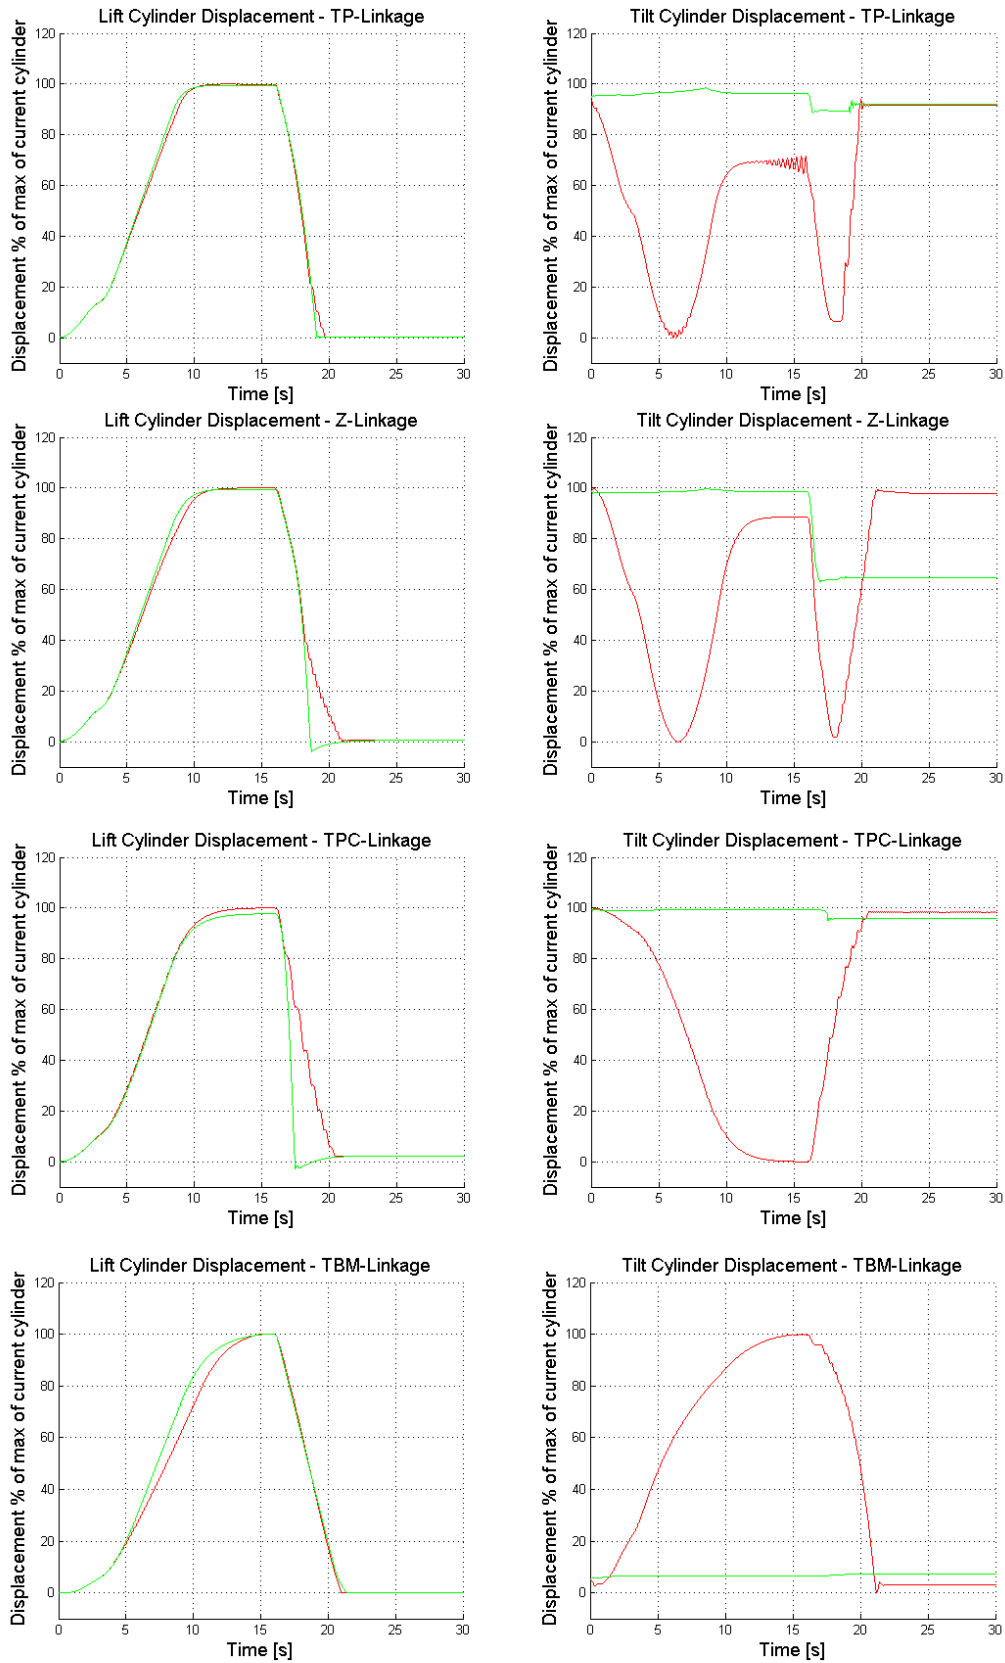 Lift Cylinder Displacement - TP-Linkage
Displacement % of max of current cylinder
120
100
80
60
40
20
0
0 5 10 15 20 25 30
Time [s]
Tilt Cylinder Displacement - TP-Linkage
Displacement % of max of current cylinder
120
100
80
60
40
20
0
0 5 10 15 20 25 30
Time [s]
Lift Cylinder Displacement - Z-Linkage
Displacement % of max of current cylinder
120
100
80
60
40
20
0
0 5 10 15 20 25 30
Time [s]
Tilt Cylinder Displacement - Z-Linkage
Displacement % of max of current cylinder
120
100
80
60
40
20
0
0 5 10 15 20 25 30
Time [s]
Lift Cylinder Displacement - TPC-Linkage
Displacement % of max of current cylinder
120
100
80
60
40
20
0
0 5 10 15 20 25 30
Time [s]
Tilt Cylinder Displacement - TPC-Linkage
Displacement % of max of current cylinder
120
100
80
60
40
20
0
0 5 10 15 20 25 30
Time [s]
Lift Cylinder Displacement - TBM-Linkage
Displacement % of max of current cylinder
120
100
80
60
40
20
0
0 5 10 15 20 25 30
Time [s]
Tilt Cylinder Displacement - TBM-Linkage
Displacement % of max of current cylinder
120
100
80
60
40
20
0
0 5 10 15 20 25 30
Time [s]